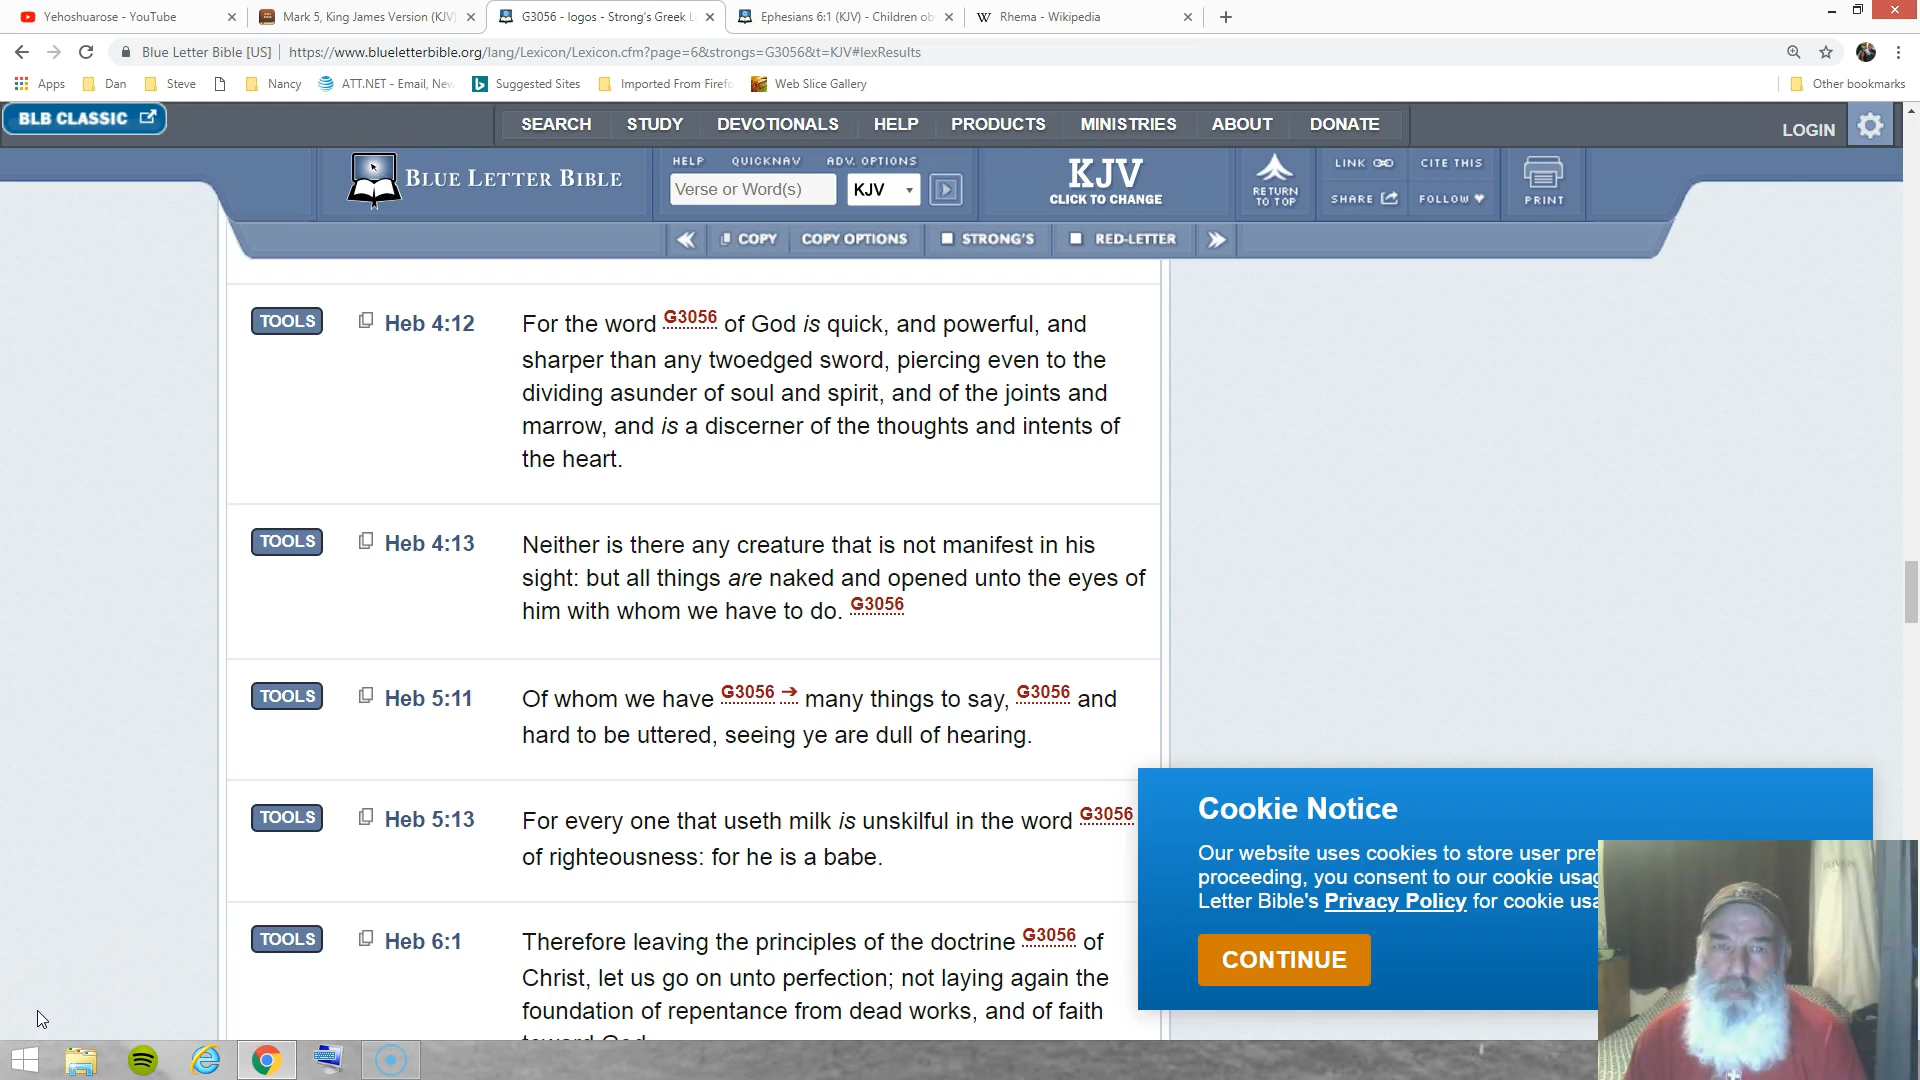 Yehoshuarose - YouTube
Mark 5, King James Version (KJV)
G3056 - logos - Strong's Greek L
Ephesians 6:1 (KJV) - Children ob
W Rhema - Wikipedia
Blue Letter Bible [US] | https://www.blueletterbible.org/lang/Lexicon/Lexicon.cfm?page=6&strongs=G3056&t=KJV#lexResults
Apps Dan Steve Nancy ATT.NET - Email, New Suggested Sites Imported From Firefo Web Slice Gallery Other bookmarks
BLB CLASSIC
SEARCH STUDY DEVOTIONALS HELP PRODUCTS MINISTRIES ABOUT DONATE
LOGIN
BLUE LETTER BIBLE
HELP QUICKNAV ADV. OPTIONS
Verse or Word(s) KJV
KJV
CLICK TO CHANGE
RETURN
TO TOP
LINK CITE THIS
SHARE FOLLOW
PRINT
COPY COPY OPTIONS STRONG'S RED-LETTER
TOOLS Heb 4:12 For the word G3056 of God is quick, and powerful, and
sharper than any twoedged sword, piercing even to the
dividing asunder of soul and spirit, and of the joints and
marrow, and is a discerner of the thoughts and intents of
the heart.
TOOLS Heb 4:13 Neither is there any creature that is not manifest in his
sight: but all things are naked and opened unto the eyes of
him with whom we have to do. G3056
TOOLS Heb 5:11 Of whom we have G3056 → many things to say, G3056 and
hard to be uttered, seeing ye are dull of hearing.
TOOLS Heb 5:13 For every one that useth milk is unskilful in the word G3056
of righteousness: for he is a babe.
TOOLS Heb 6:1 Therefore leaving the principles of the doctrine G3056 of
Christ, let us go on unto perfection; not laying again the
foundation of repentance from dead works, and of faith
toward God
Cookie Notice
Our website uses cookies to store user pre
proceeding, you consent to our cookie usag
Letter Bible's Privacy Policy for cookie usa
CONTINUE